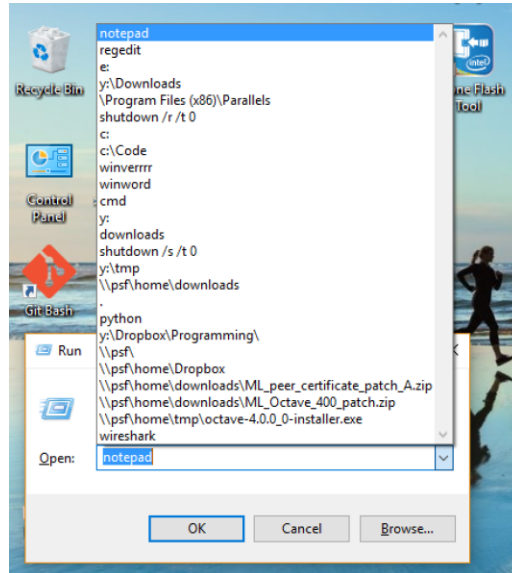 notepad
regedit
e:
y:\Downloads
\Program Files (x86)\Parallels
shutdown /r /t 0
c:
c:\Code
winverrrr
winword
cmd
y:
downloads
shutdown /s /t 0
y:\tmp
\\psf\home\downloads
.
python
y:\Dropbox\Programming\
\\psf\
\\psf\home\Dropbox
\\psf\home\downloads\ML_peer_certificate_patch_A.zip
\\psf\home\downloads\ML_Octave_400_patch.zip
\\psf\home\tmp\octave-4.0.0_0-installer.exe
wireshark
Recycle Bin
intel
ne Flash
Tool
Control
Panel
Git Bash
Run
Open:
notepad
OK
Cancel
Browse...